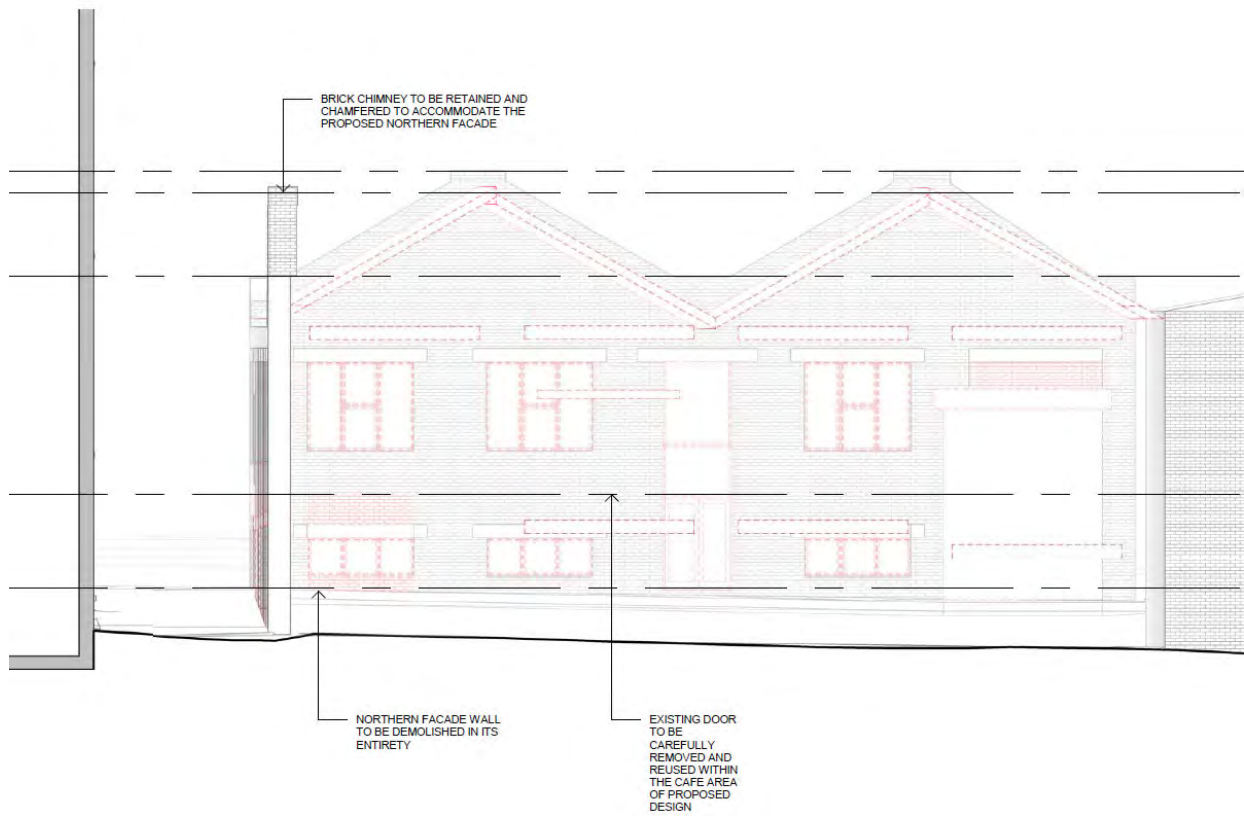 BRICK CHIMNEY TO BE RETAINED AND
CHAMFERED TO ACCOMMODATE THE
PROPOSED NORTHERN FACADE
NORTHERN FACADE WALL
TO BE DEMOLISHED IN ITS
ENTIRETY
EXISTING DOOR
TO BE
CAREFULLY
REMOVED AND
REUSED WITHIN
THE CAFE AREA
OF PROPOSED
DESIGN